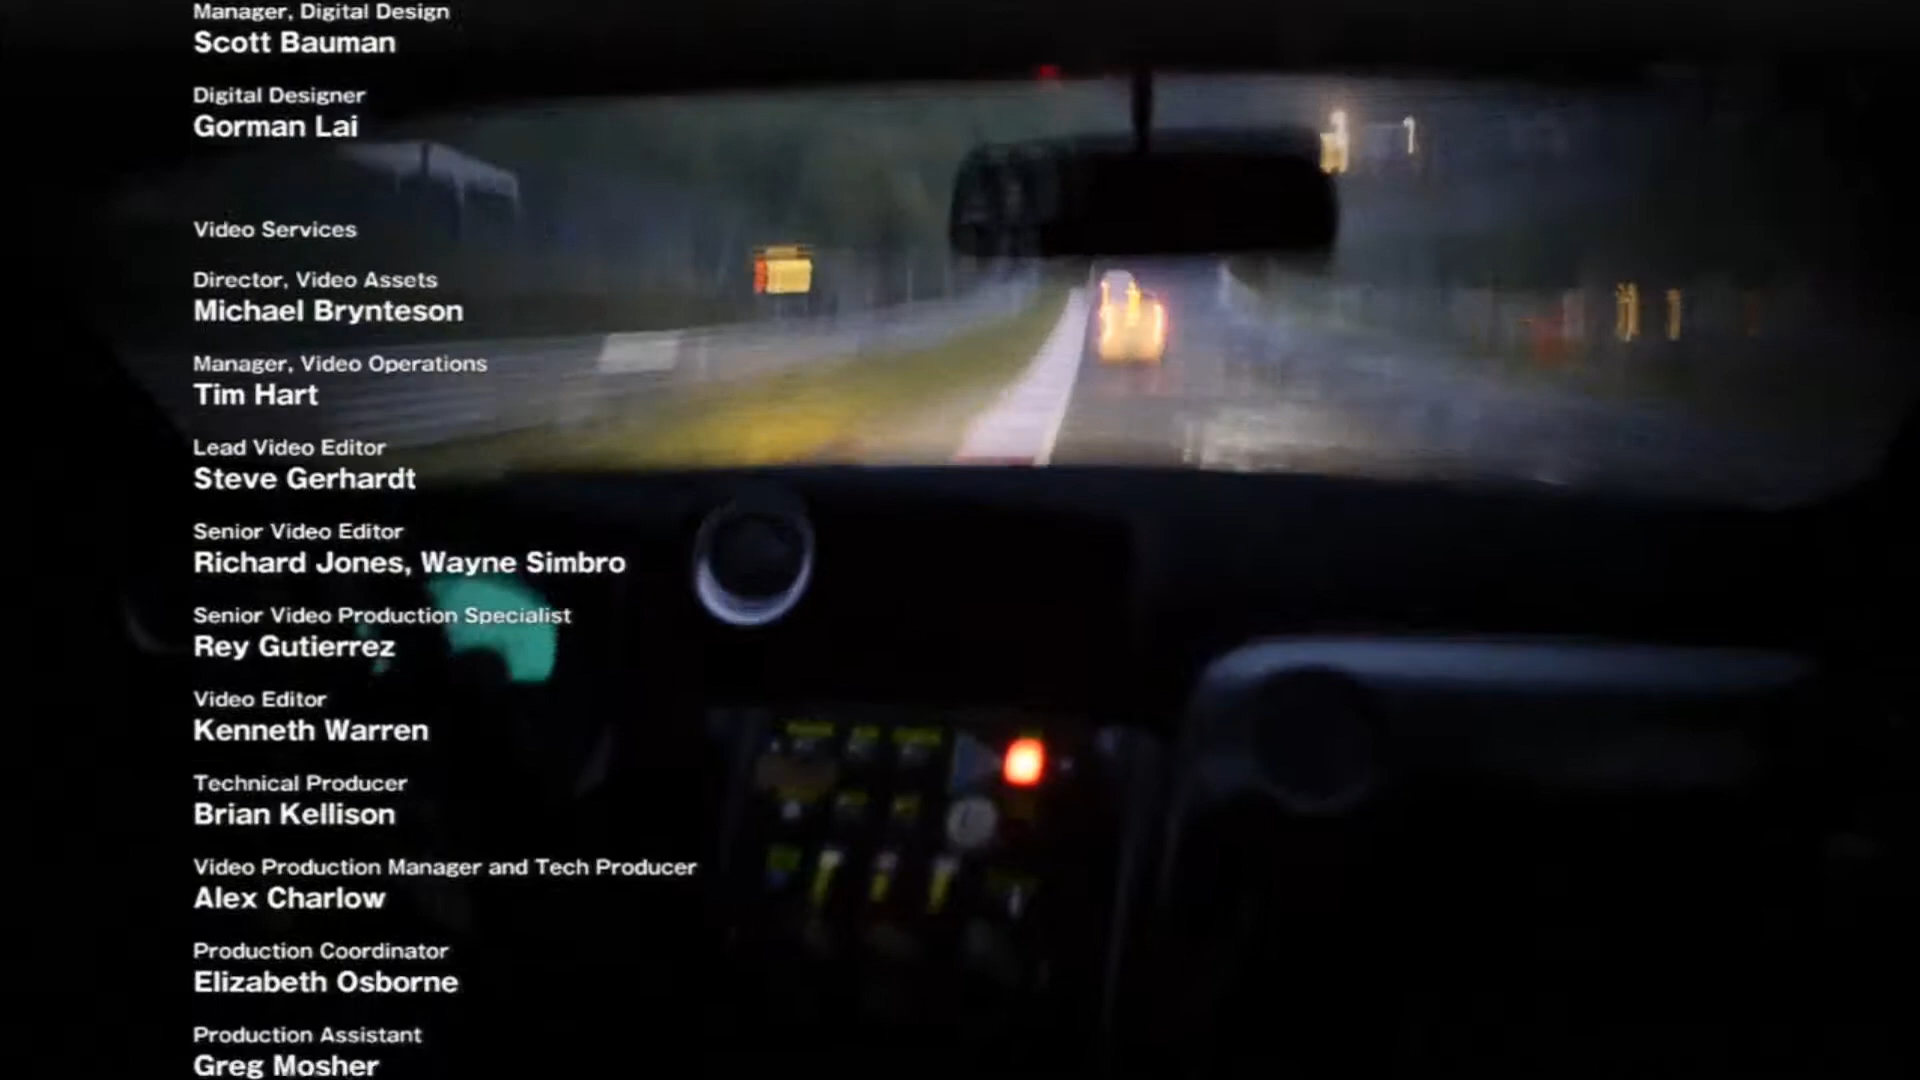 Manager, Digital Design
Scott Bauman
Digital Designer
Gorman Lai
Video Services
Director, Video Assets
Michael Brynteson
Manager, Video Operations
Tim Hart
Lead Video Editor
Steve Gerhardt
Senior Video Editor
Richard Jones, Wayne Simbro
Senior Video Production Specialist
Rey Gutierrez
Video Editor
Kenneth Warren
Technical Producer
Brian Kellison
Video Production Manager and Tech Producer
Alex Charlow
Production Coordinator
Elizabeth Osborne
Production Assistant
Greg Mosher